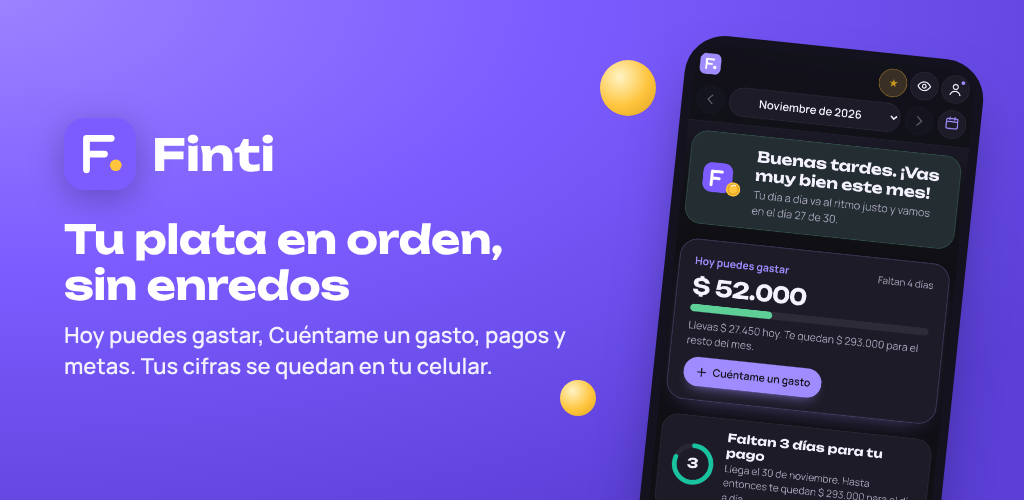 F.
Finti
Tu plata en orden,
sin enredos
Hoy puedes gastar, Cuéntame un gasto, pagos y
metas. Tus cifras se quedan en tu celular.
F.
Noviembre de 2026
F
Buenas tardes. ¡Vas
muy bien este mes!
Tu día a día va al ritmo justo y vamos
en el día 27 de 30.
Hoy puedes gastar
Faltan 4 días
$ 52.000
Llevas $ 27.450 hoy. Te quedan $ 293.000 para el
resto del mes.
+ Cuéntame un gasto
3
Faltan 3 días para tu
pago
Llega el 30 de noviembre. Hasta
entonces te quedan $ 293.000 para el
a día